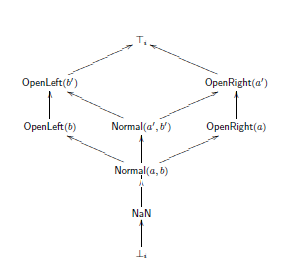 ⊤ᵢ
OpenLeft(b′) OpenRight(a′)
OpenLeft(b) Normal(a′, b′) OpenRight(a)
Normal(a, b)
NaN
⊥ᵢ